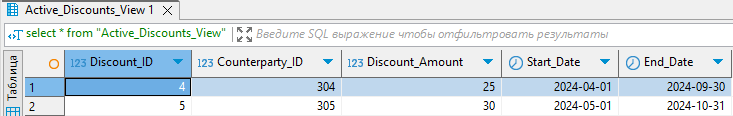 Active_Discounts_View 1
select * from "Active_Discounts_View" Введите SQL выражение чтобы отфильтровать результаты
Таблица
123 Discount_ID 123 Counterparty_ID 123 Discount_Amount Start_Date End_Date
1 4 304 25 2024-04-01 2024-09-30
2 5 305 30 2024-05-01 2024-10-31